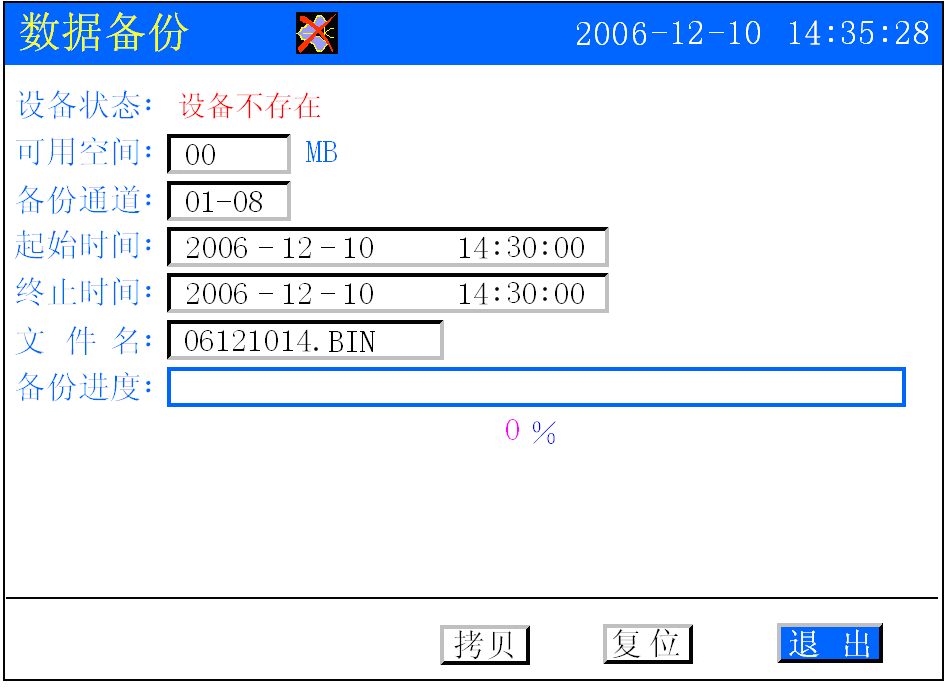 数据备份 2006-12-10 14:35:28
设备状态: 设备不存在
可用空间: 00 MB
备份通道: 01-08
起始时间: 2006-12-10 14:30:00
终止时间: 2006-12-10 14:30:00
文 件 名: 06121014.BIN
备份进度:
0 %
拷贝 复位 退 出